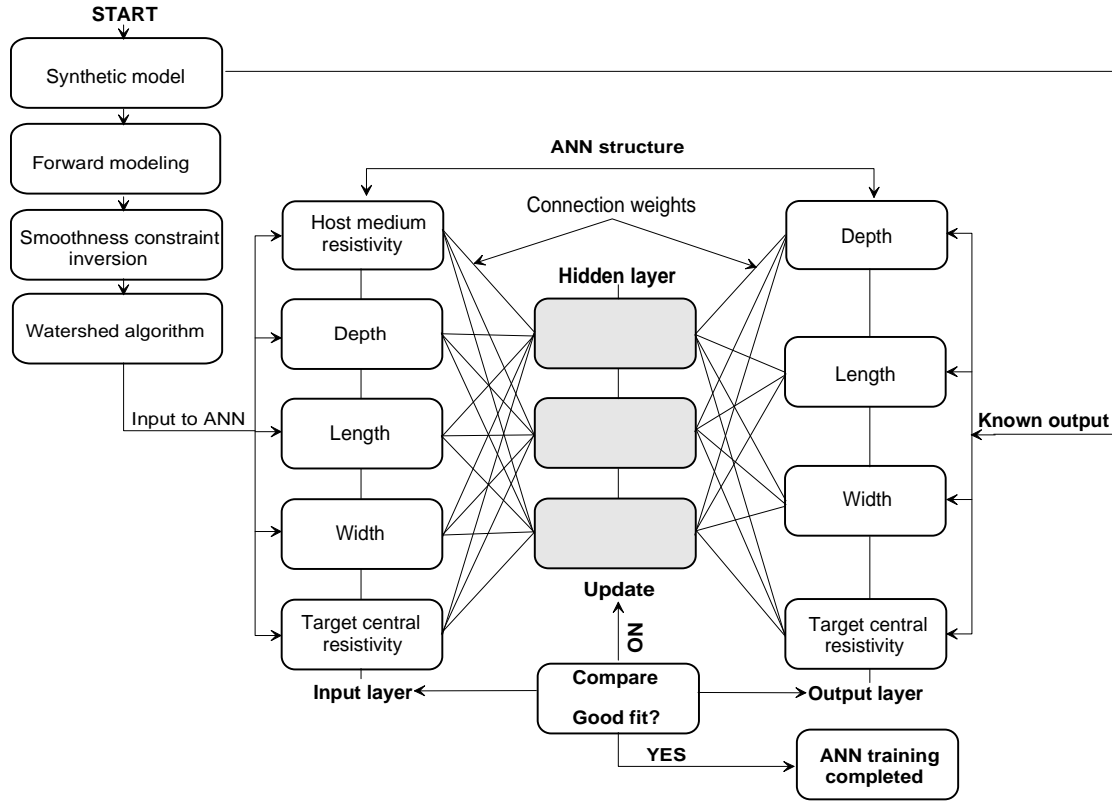 START
Synthetic model
Forward modeling
Smoothness constraint
inversion
Watershed algorithm
Input to ANN
ANN structure
Connection weights
Host medium
resistivity
Depth
Length
Width
Target central
resistivity
Input layer
Hidden layer
Update
NO
Compare
Good fit?
YES
ANN training
completed
Depth
Length
Width
Target central
resistivity
Output layer
Known output